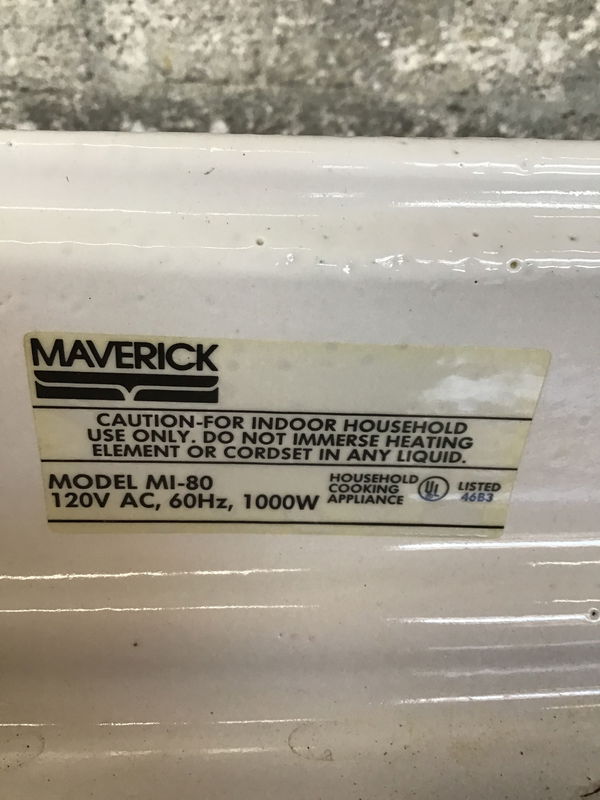 MAVERICK
CAUTION-FOR INDOOR HOUSEHOLD
USE ONLY. DO NOT IMMERSE HEATING
ELEMENT OR CORDSET IN ANY LIQUID.
MODEL MI-80
120V AC, 60Hz, 1000W
HOUSEHOLD
COOKING
APPLIANCE
UL
LISTED
46B3